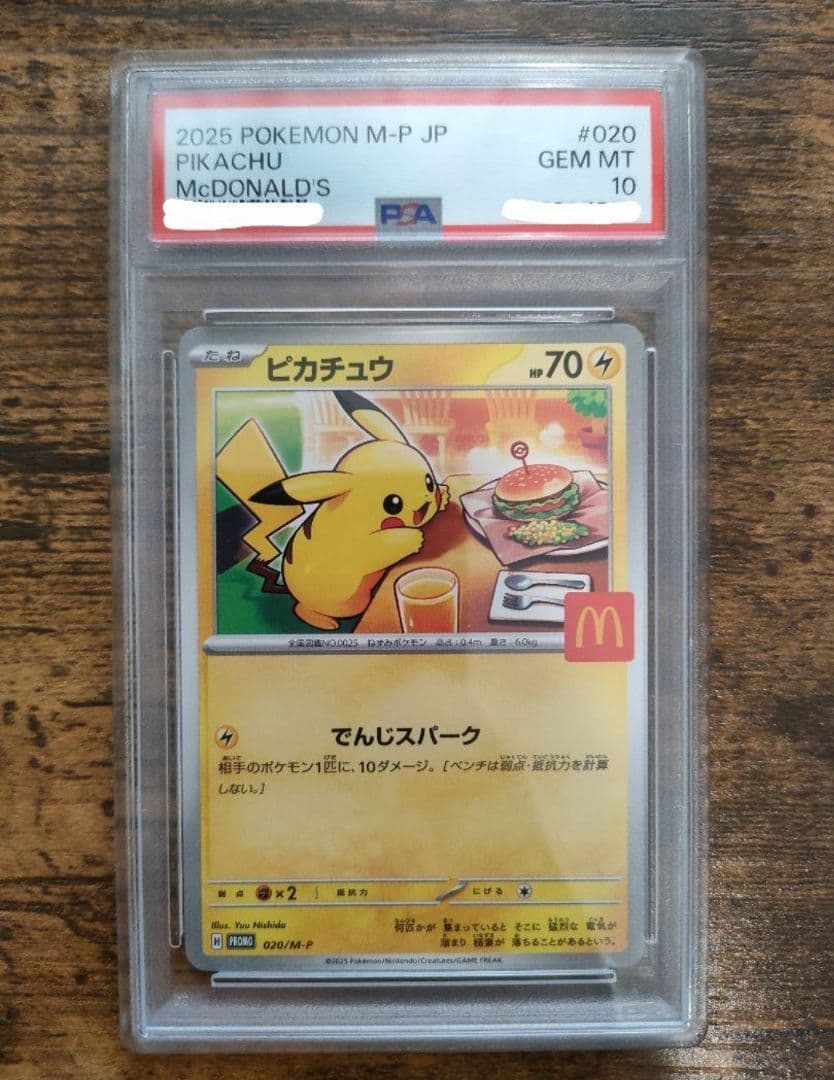 2025 POKEMON M-P JP #020
PIKACHU GEM MT
McDONALD'S 10
PSA
たね ピカチュウ HP 70
M
全国図鑑NO.0025 ねずみポケモン 高さ:0.4m 重さ:6.0kg
でんじスパーク
相手のポケモン1匹に、10ダメージ。[ベンチは弱点・抵抗力を計算
しない。]
弱点 ×2 抵抗力 にげる
Illus. Yuu Nishida
何匹かが 集まっていると そこに 猛烈な 電気が
溜まり 稲妻が 落ちることがあるという。
H PROMO 020/M-P
©2025 Pokémon/Nintendo/Creatures/GAME FREAK